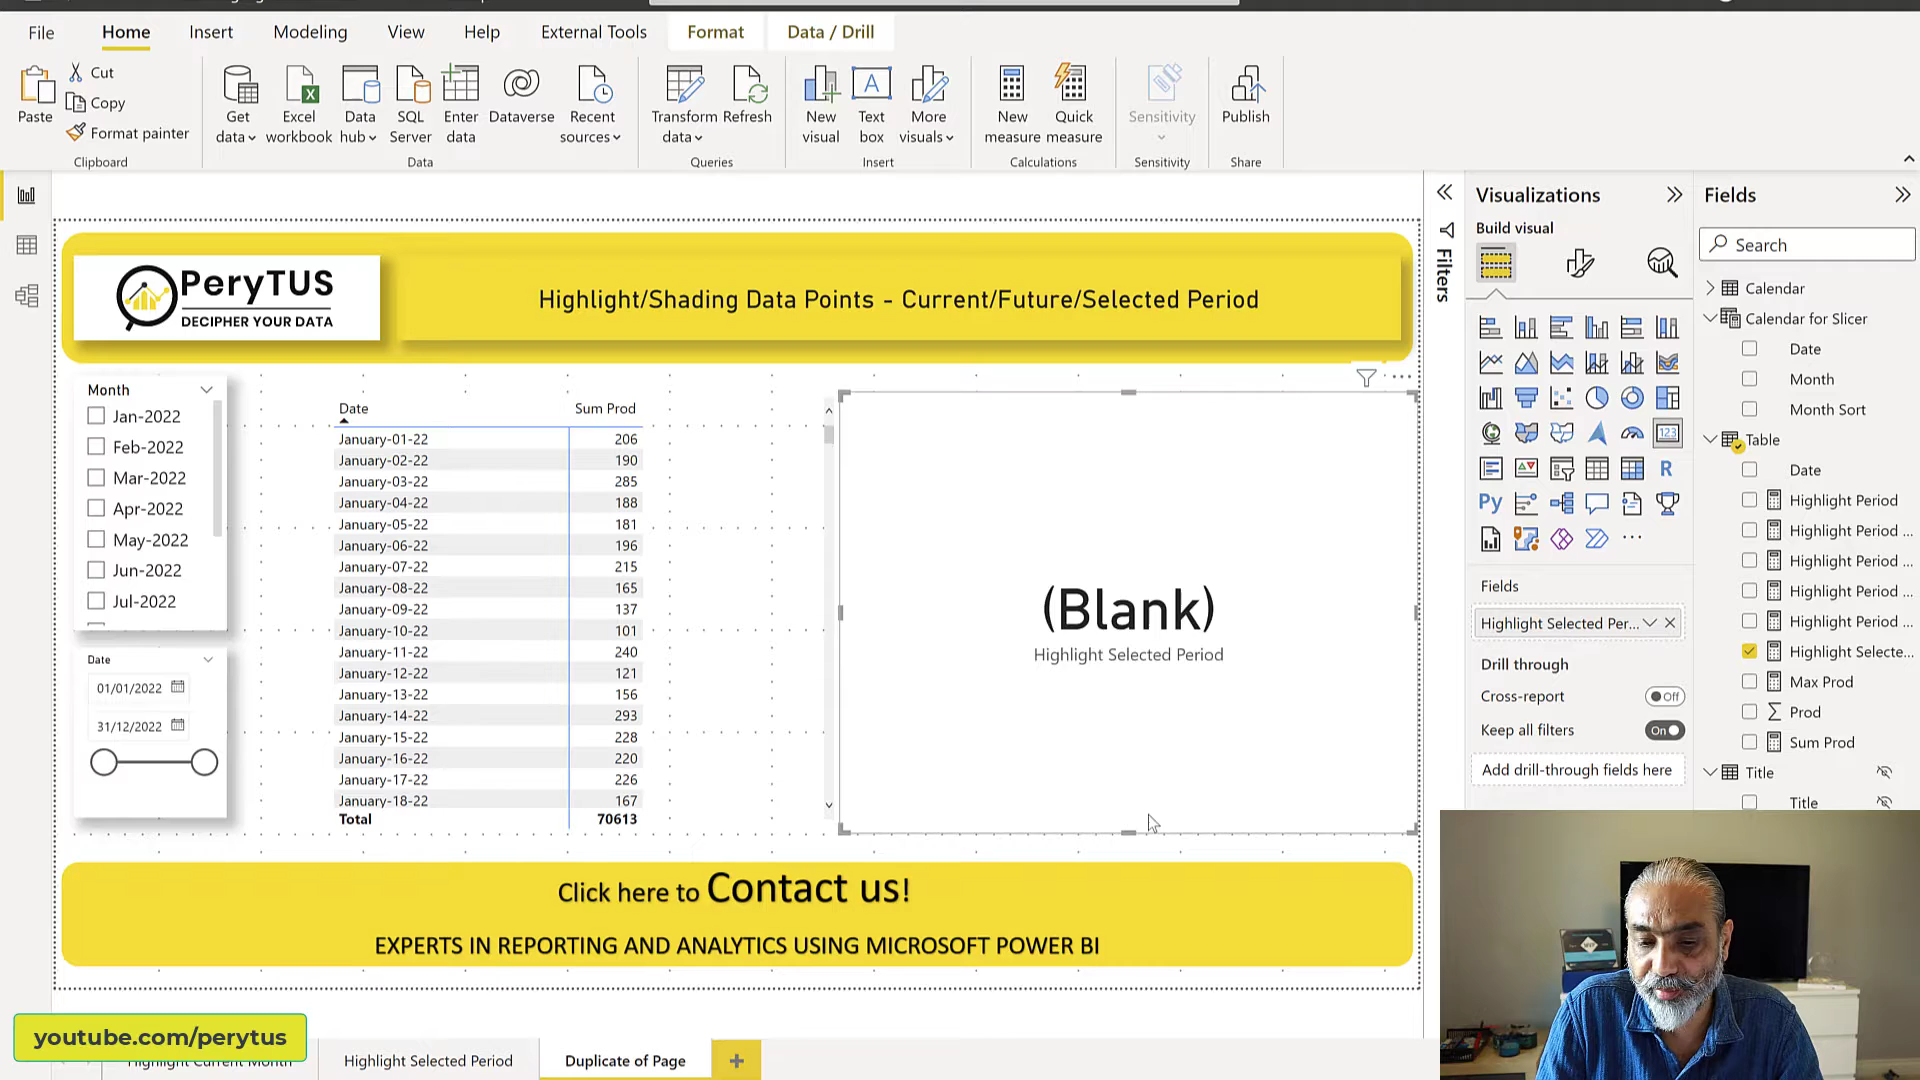 File
Home
Insert
Modeling
View
Help
External Tools
Format
Data / Drill
Paste
Cut
Copy
Format painter
Clipboard
Get data
Excel workbook
Data hub
SQL Server
Enter data
Dataverse
Recent sources
Data
Transform data
Refresh
Queries
New visual
Text box
More visuals
Insert
New measure
Quick measure
Calculations
Sensitivity
Sensitivity
Publish
Share
PeryTUS
DECIPHER YOUR DATA
Highlight/Shading Data Points - Current/Future/Selected Period
Month
Jan-2022
Feb-2022
Mar-2022
Apr-2022
May-2022
Jun-2022
Jul-2022
Date
01/01/2022
31/12/2022
Date Sum Prod
January-01-22 206
January-02-22 190
January-03-22 285
January-04-22 188
January-05-22 181
January-06-22 196
January-07-22 215
January-08-22 165
January-09-22 137
January-10-22 101
January-11-22 240
January-12-22 121
January-13-22 156
January-14-22 293
January-15-22 228
January-16-22 220
January-17-22 226
January-18-22 167
Total 70613
(Blank)
Highlight Selected Period
Click here to Contact us!
EXPERTS IN REPORTING AND ANALYTICS USING MICROSOFT POWER BI
Filters
Visualizations
Build visual
123
R
Py
Fields
Highlight Selected Per...
Drill through
Cross-report
Off
Keep all filters
On
Add drill-through fields here
Fields
Search
Calendar
Calendar for Slicer
Date
Month
Month Sort
Table
Date
Highlight Period
Highlight Period ...
Highlight Period ...
Highlight Period ...
Highlight Period ...
Highlight Selecte...
Max Prod
Prod
Sum Prod
Title
Title
youtube.com/perytus
Highlight Current Month
Highlight Selected Period
Duplicate of Page